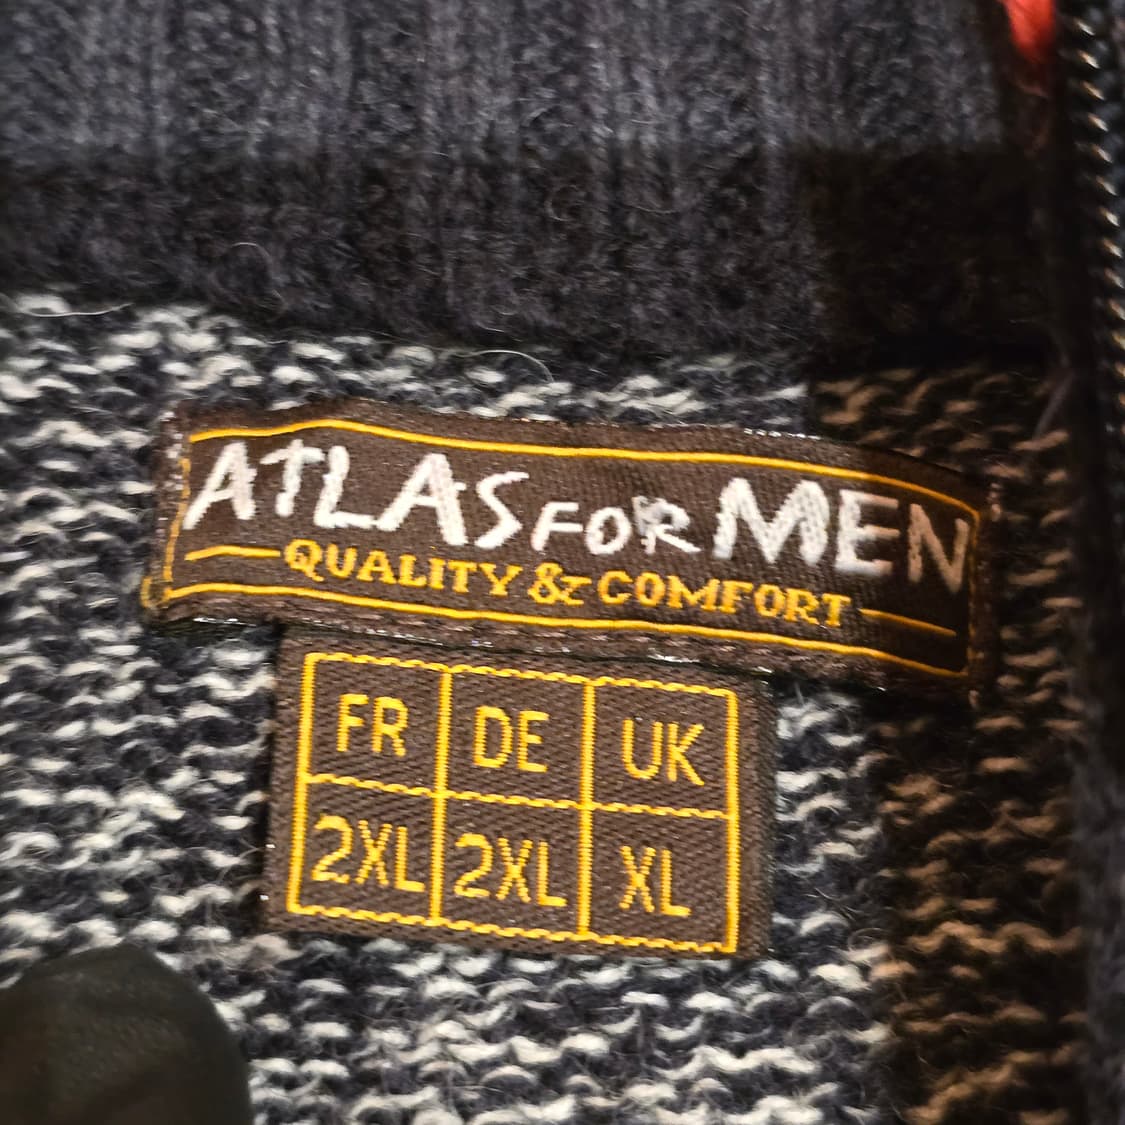 ATLAS FOR MEN
QUALITY & COMFORT
FR DE UK
2XL 2XL XL